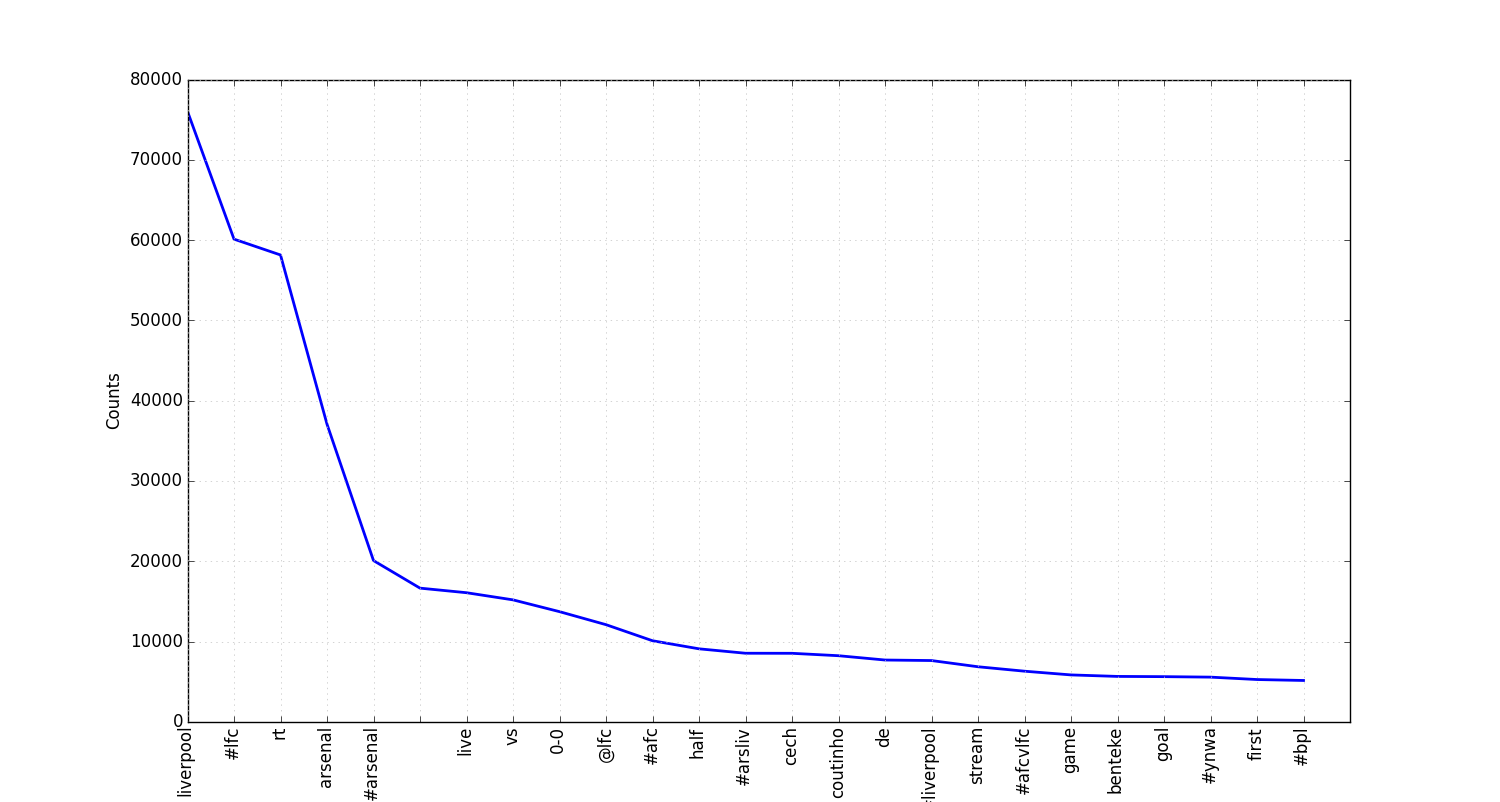 80000
70000
60000
50000
40000
30000
20000
10000
0
Counts
liverpool
#lfc
rt
arsenal
#arsenal
live
vs
0-0
@lfc
#afc
half
#arsliv
cech
coutinho
de
#liverpool
stream
#afcvlfc
game
benteke
goal
#ynwa
first
#bpl